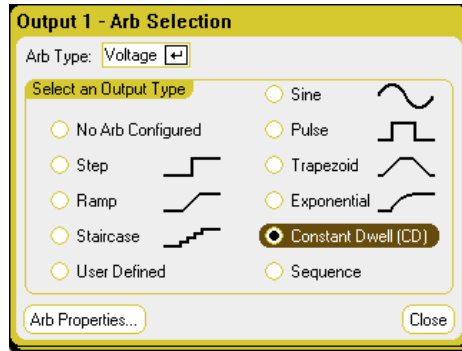 Output 1 - Arb Selection
Arb Type: Voltage
Select an Output Type
No Arb Configured
Step
Ramp
Staircase
User Defined
Sine
Pulse
Trapezoid
Exponential
Constant Dwell (CD)
Sequence
Arb Properties...
Close